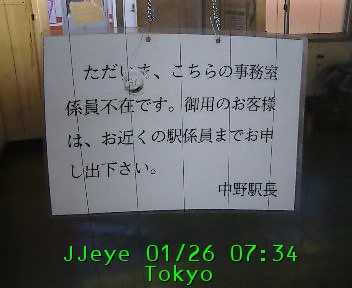 ただいま、こちらの事務室
係員不在です。御用のお客様
は、お近くの駅係員までお申
し出下さい。
中野駅長
JJeye 01/26 07:34
Tokyo